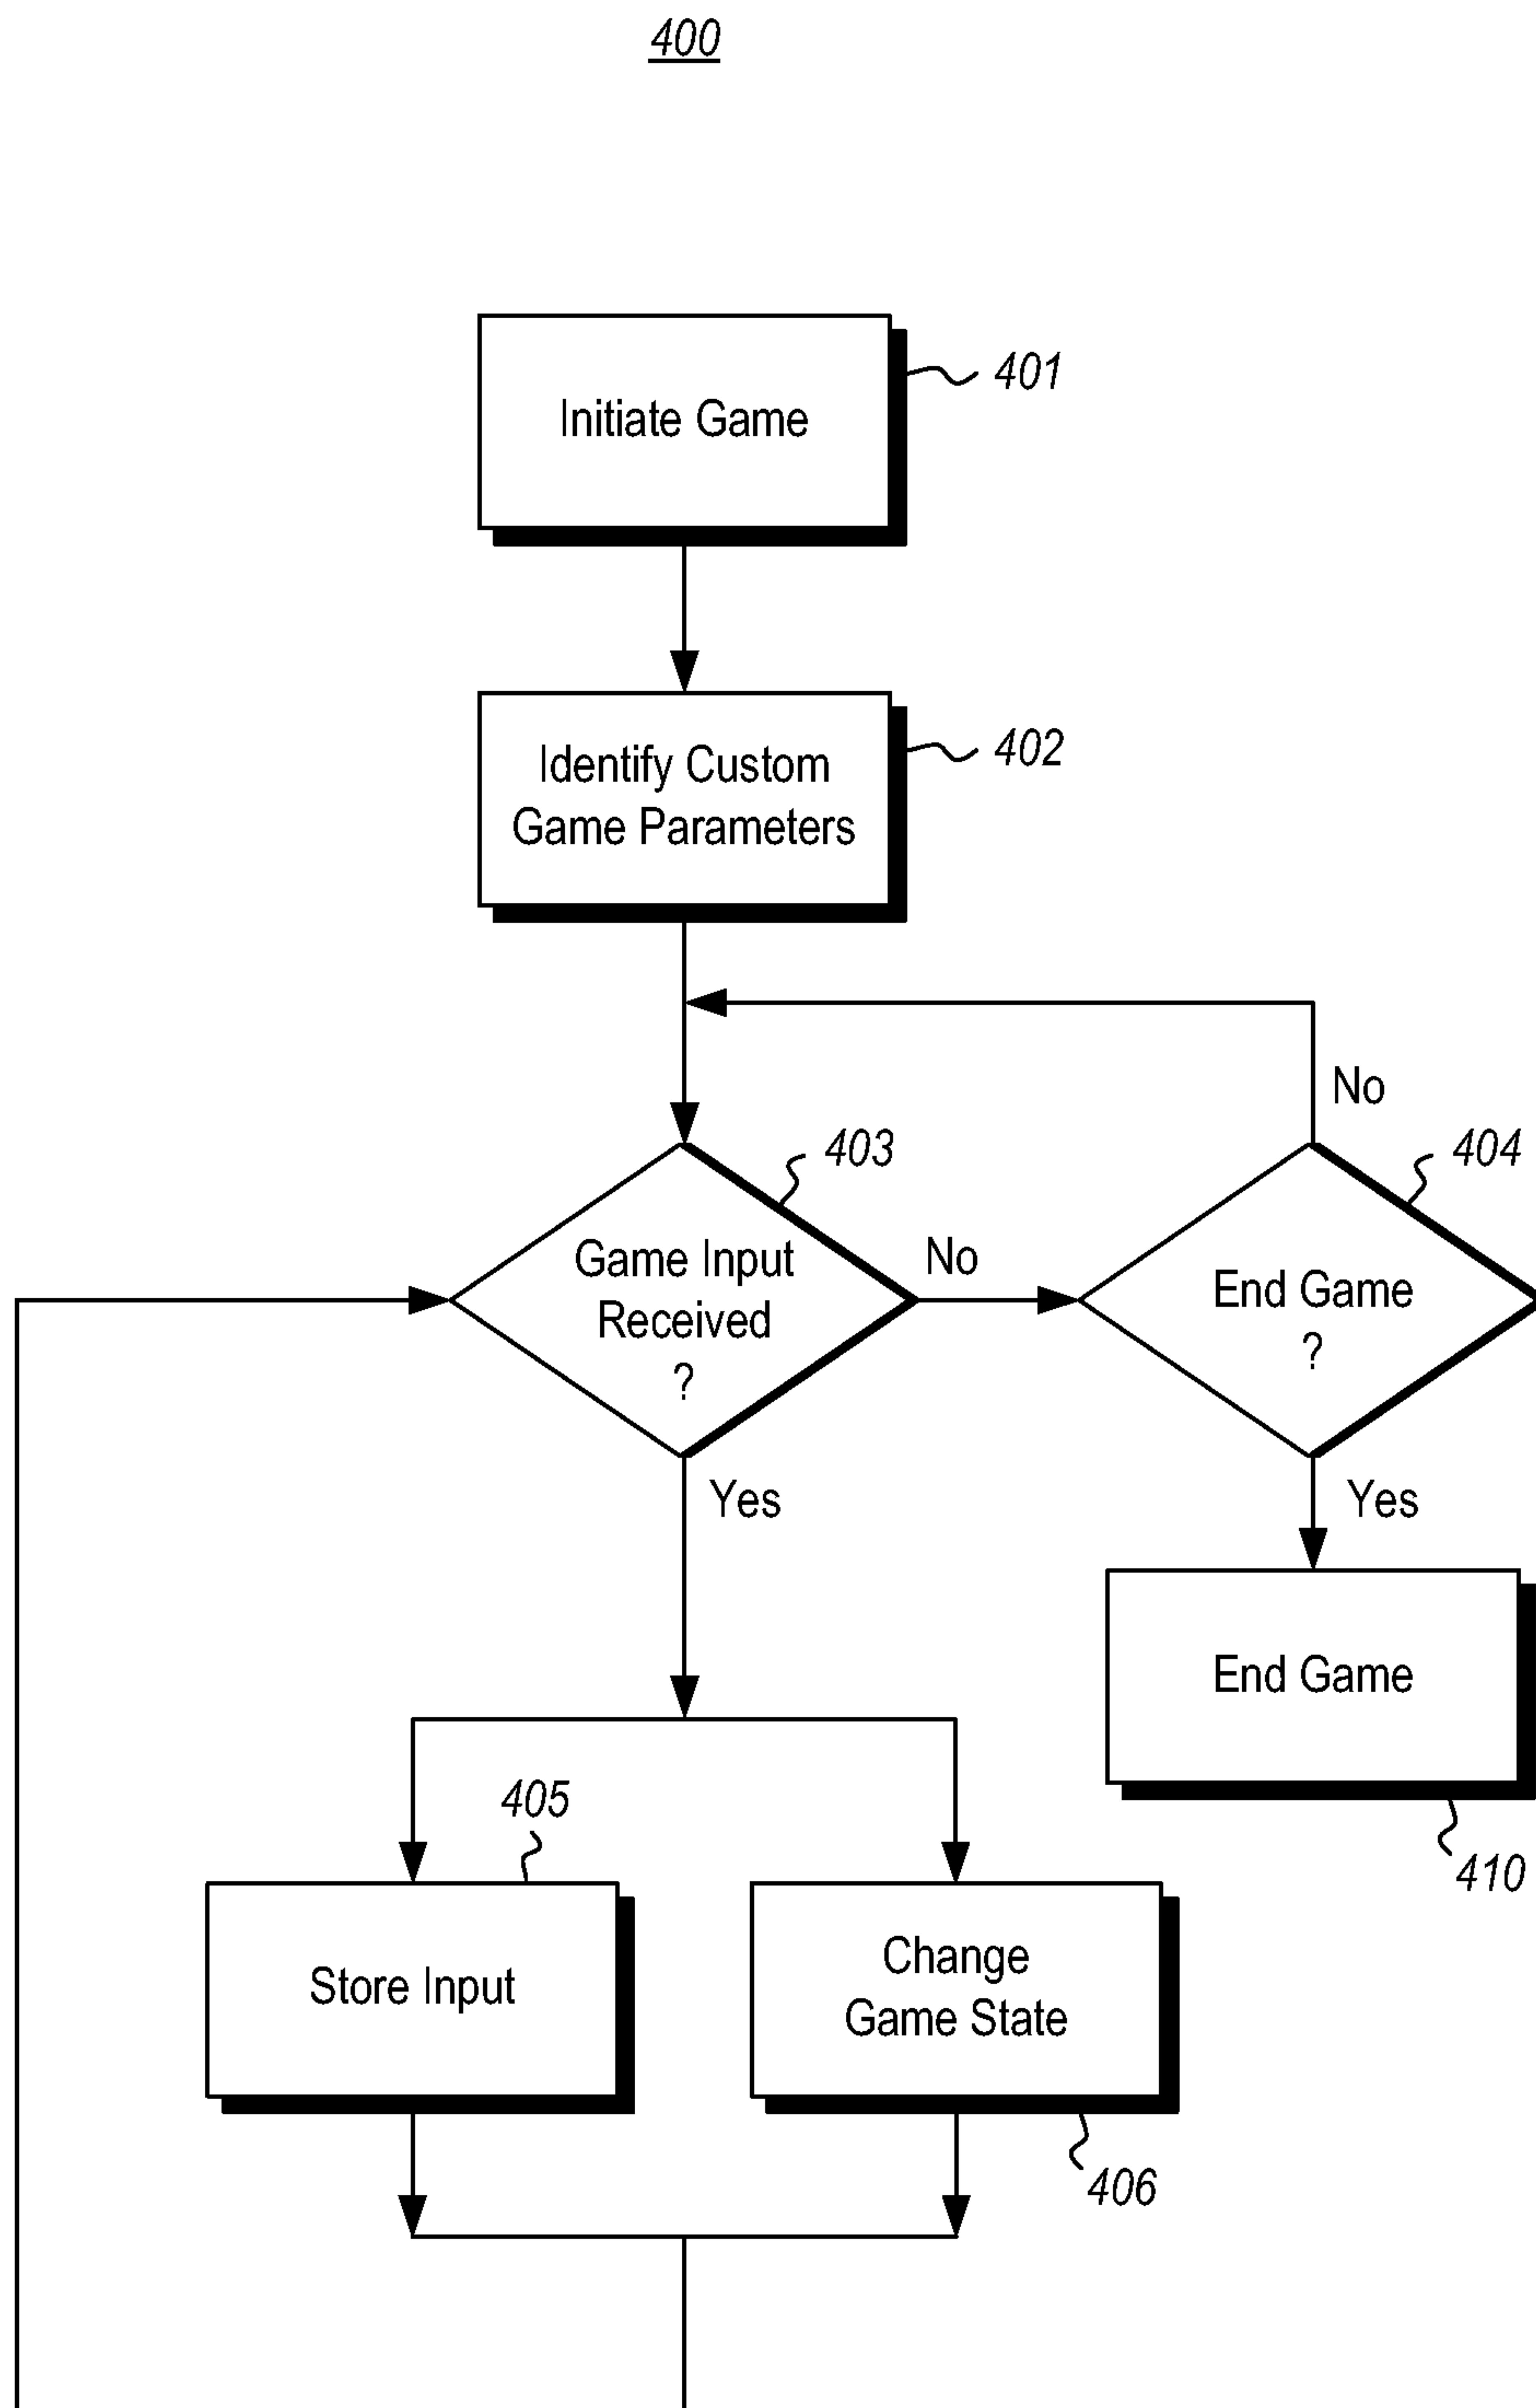 400
Initiate Game
401
Identify Custom
Game Parameters
402
No
403
404
Game Input
Received
?
No
End Game
?
Yes
Yes
End Game
405
410
Store Input
Change
Game State
406